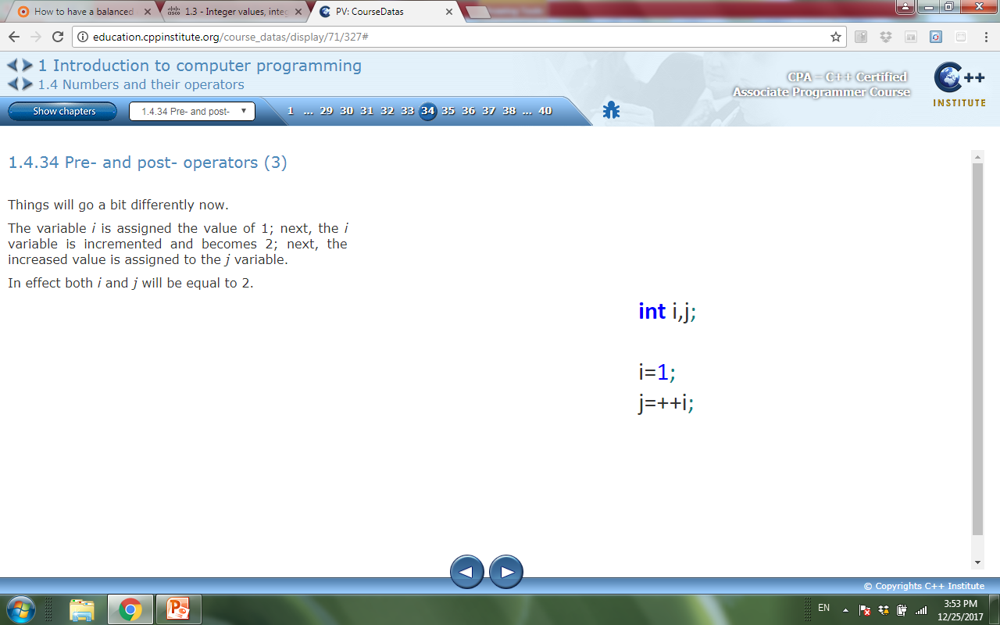 How to have a balanced
1.3 - Integer values, integ
PV: CourseDatas
education.cppinstitute.org/course_datas/display/71/327#
1 Introduction to computer programming
1.4 Numbers and their operators
CPA – C++ Certified
Associate Programmer Course
C++
INSTITUTE
Show chapters
1.4.34 Pre- and post-
1 ... 29 30 31 32 33 34 35 36 37 38 ... 40
1.4.34 Pre- and post- operators (3)
Things will go a bit differently now.
The variable i is assigned the value of 1; next, the i
variable is incremented and becomes 2; next, the
increased value is assigned to the j variable.
In effect both i and j will be equal to 2.
int i,j;
i=1;
j=++i;
© Copyrights C++ Institute
EN
3:53 PM
12/25/2017